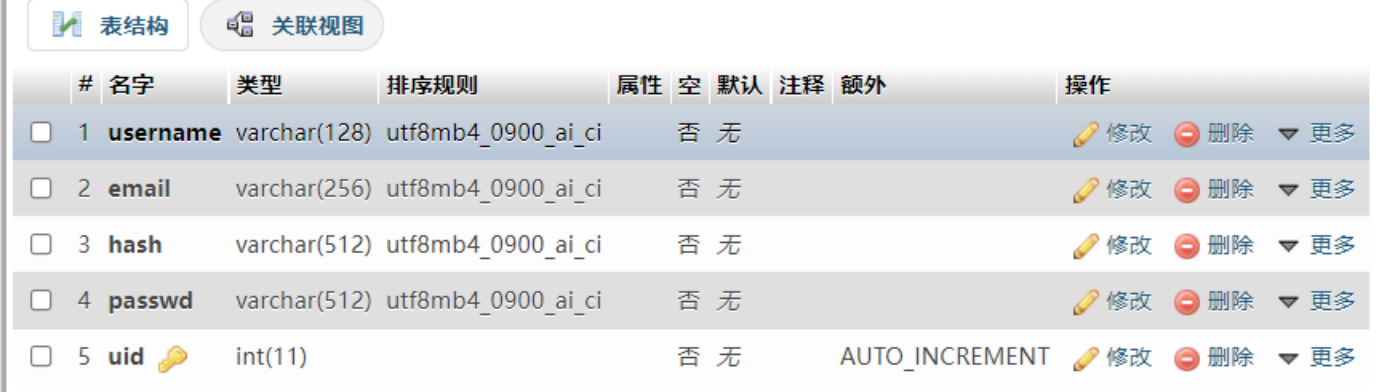 表结构 关联视图
# 名字 类型 排序规则 属性 空 默认 注释 额外 操作
1 username varchar(128) utf8mb4_0900_ai_ci 否 无 修改 删除 更多
2 email varchar(256) utf8mb4_0900_ai_ci 否 无 修改 删除 更多
3 hash varchar(512) utf8mb4_0900_ai_ci 否 无 修改 删除 更多
4 passwd varchar(512) utf8mb4_0900_ai_ci 否 无 修改 删除 更多
5 uid int(11) 否 无 AUTO_INCREMENT 修改 删除 更多